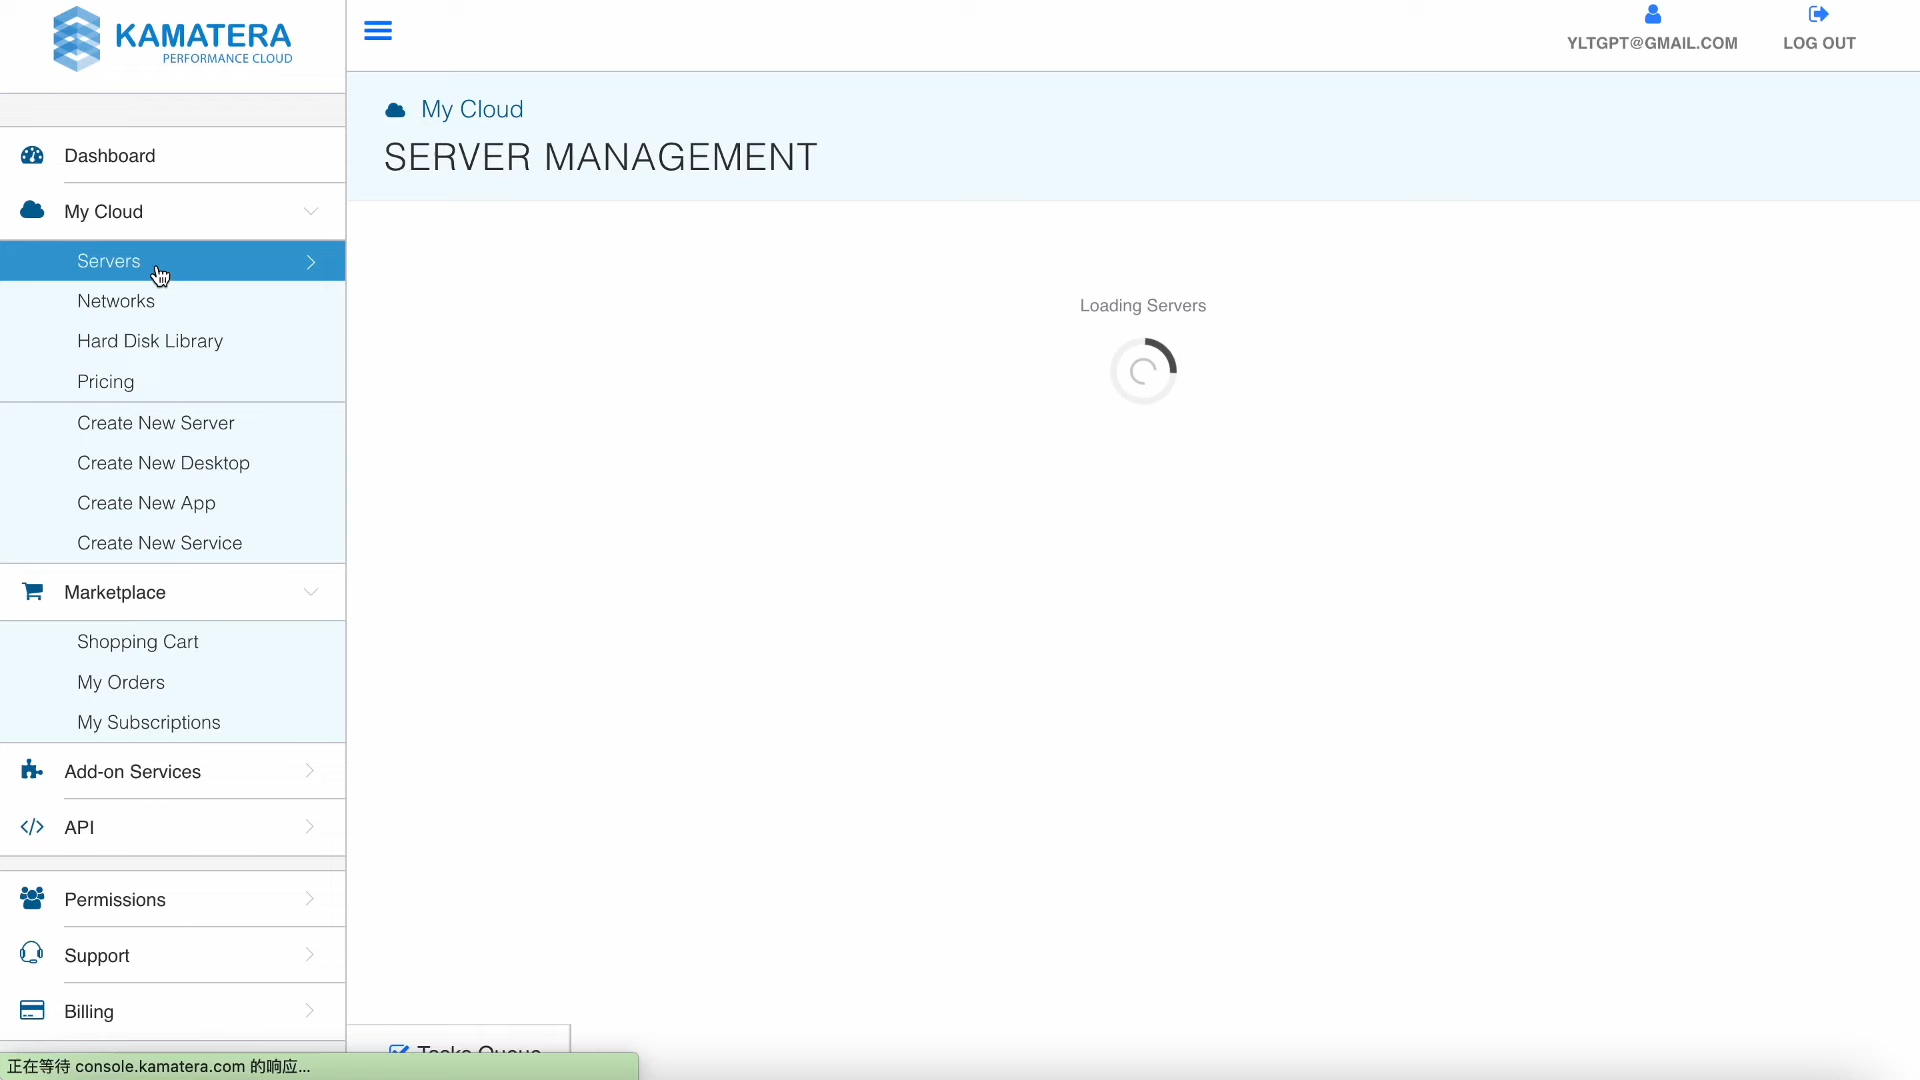 KAMATERA
PERFORMANCE CLOUD
YLTGPT@GMAIL.COM
LOG OUT
My Cloud
SERVER MANAGEMENT
Dashboard
My Cloud
Servers
Networks
Hard Disk Library
Pricing
Create New Server
Create New Desktop
Create New App
Create New Service
Marketplace
Shopping Cart
My Orders
My Subscriptions
Add-on Services
API
Permissions
Support
Billing
Loading Servers
Tasks Queue
正在等待 console.kamatera.com 的响应...